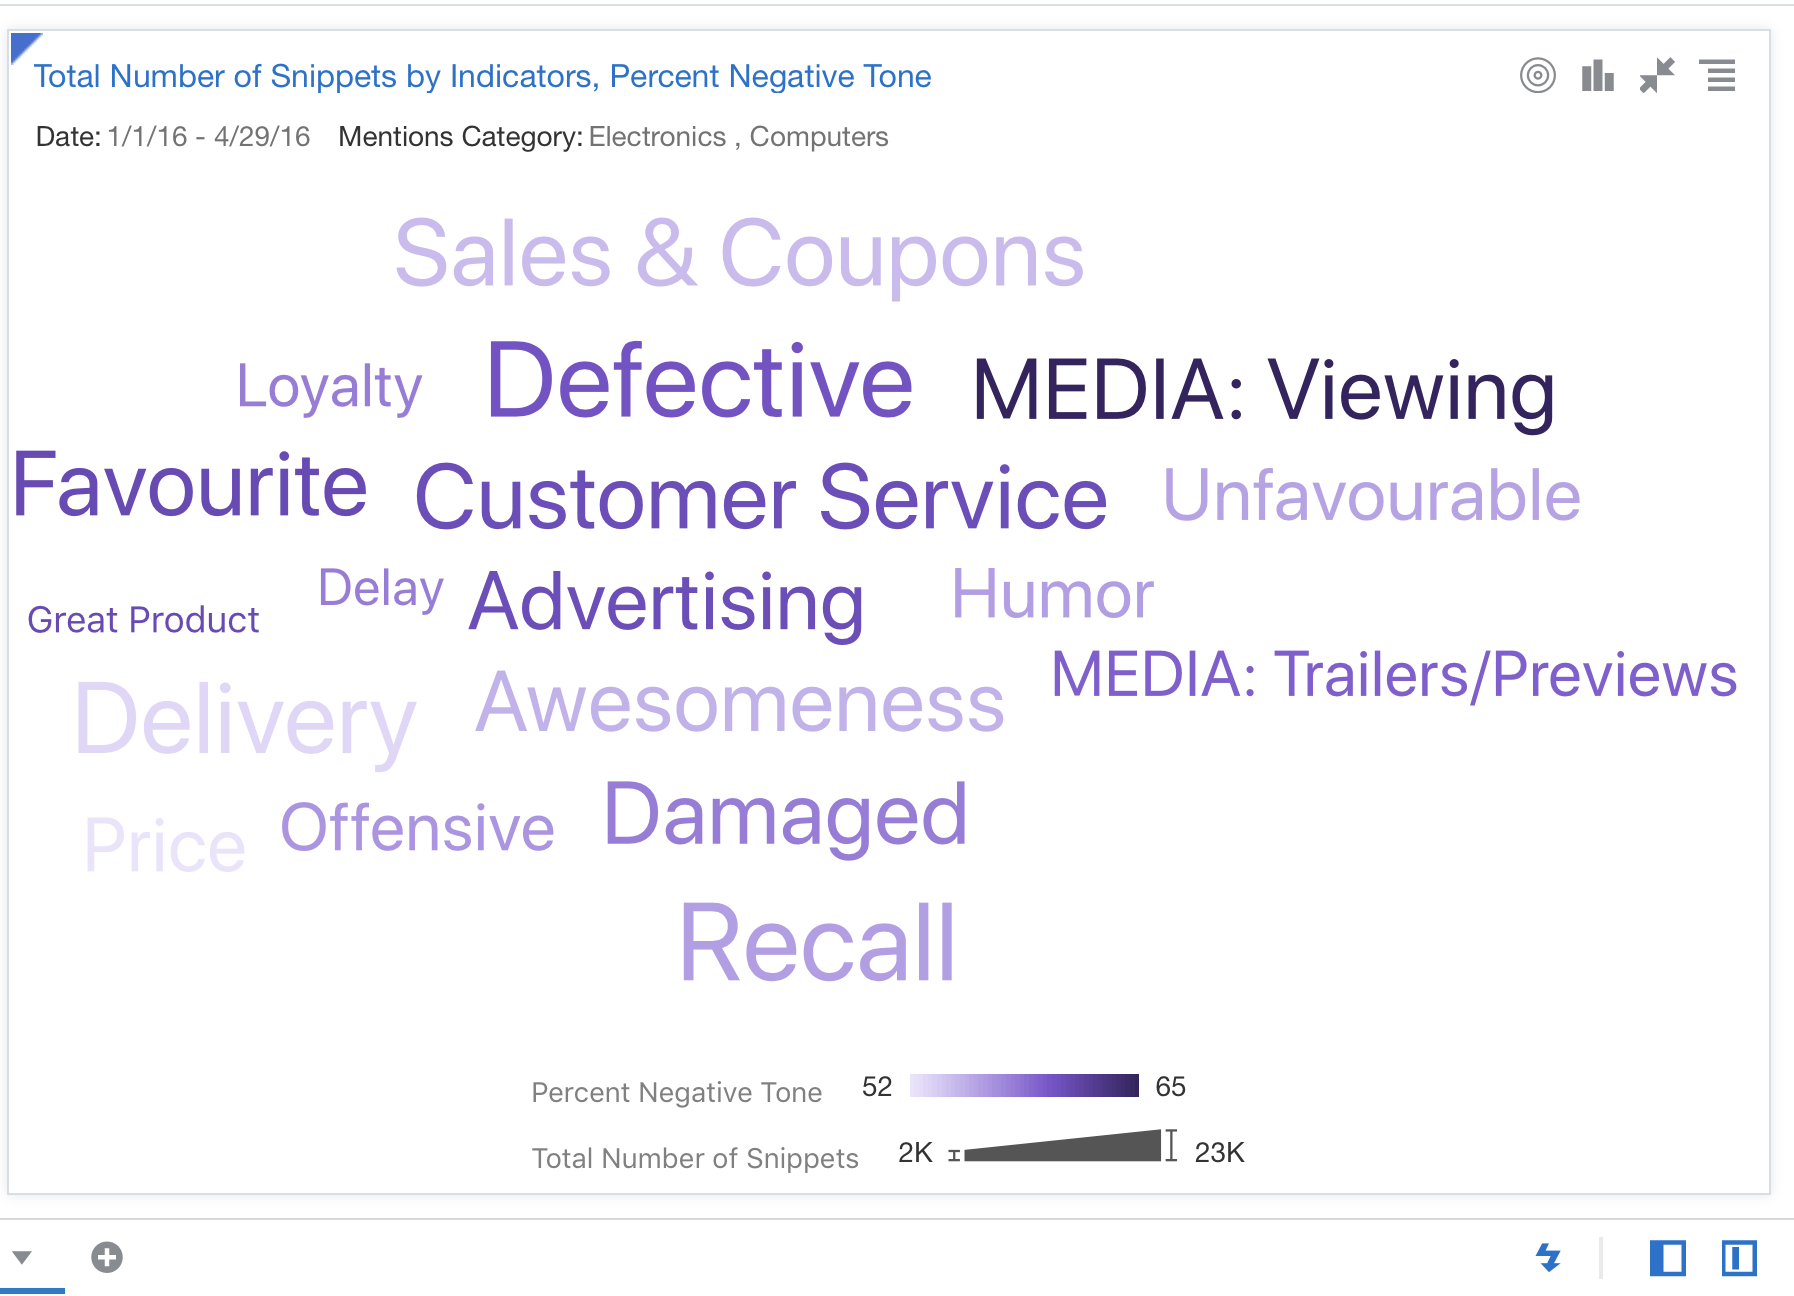 Total Number of Snippets by Indicators, Percent Negative Tone
Date: 1/1/16 - 4/29/16 Mentions Category: Electronics , Computers
Sales & Coupons
Loyalty Defective MEDIA: Viewing
Favourite Customer Service Unfavourable
Great Product Delay Advertising Humor
Delivery Awesomeness MEDIA: Trailers/Previews
Price Offensive Damaged
Recall
Percent Negative Tone 52 65
Total Number of Snippets 2K 23K